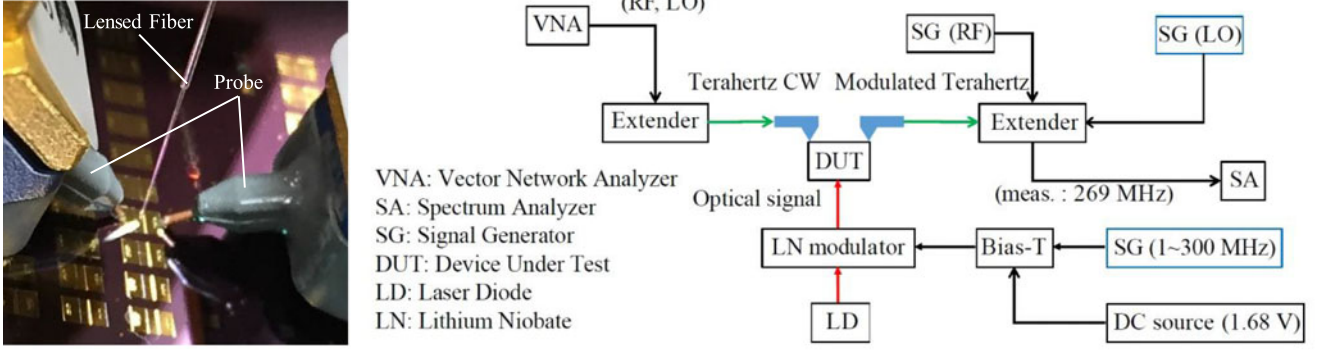 Lensed Fiber
Probe
(RF, LO)
VNA
SG (RF)
SG (LO)
Terahertz CW
Modulated Terahertz
Extender
Extender
DUT
VNA: Vector Network Analyzer
SA: Spectrum Analyzer
SG: Signal Generator
DUT: Device Under Test
LD: Laser Diode
LN: Lithium Niobate
Optical signal
(meas. : 269 MHz)
SA
LN modulator
Bias-T
SG (1~300 MHz)
LD
DC source (1.68 V)